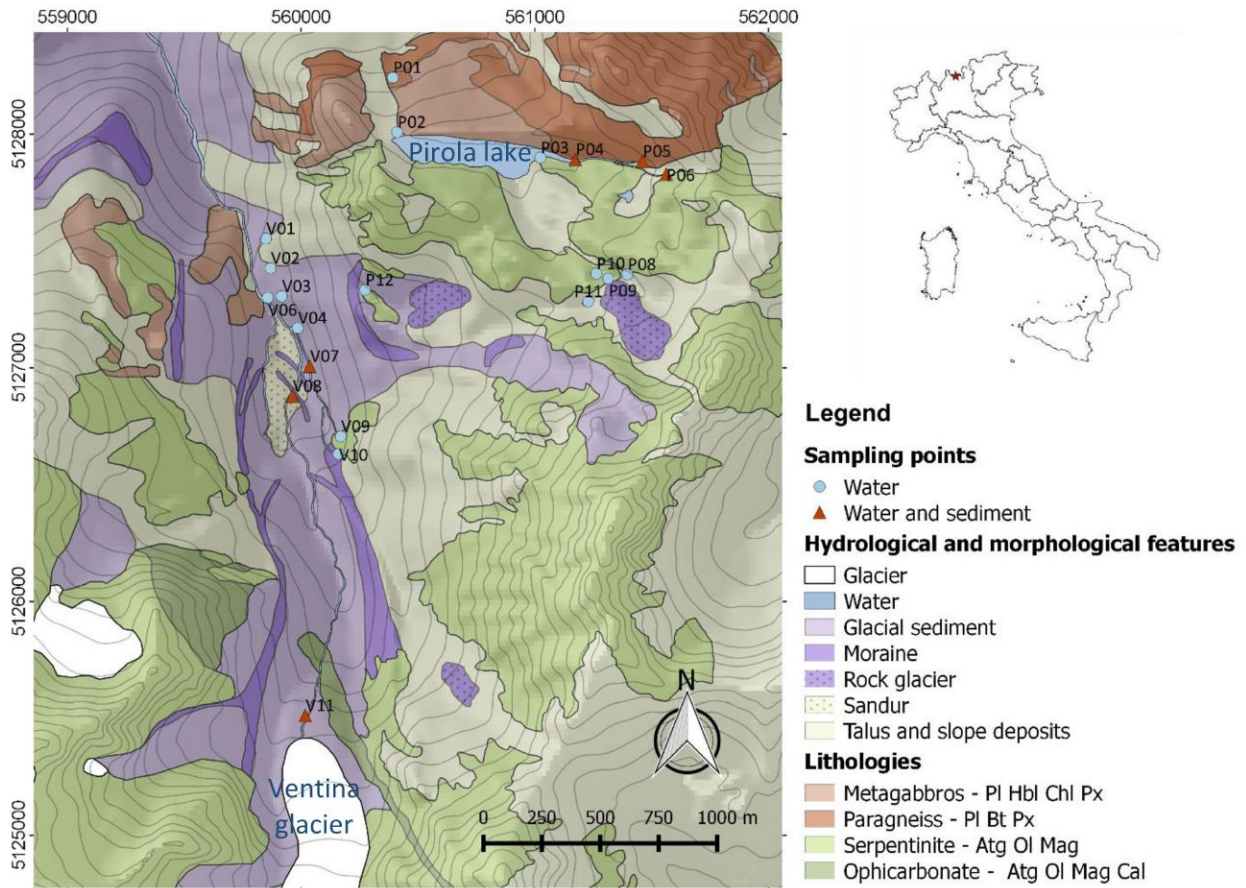 559000 560000 561000 562000
5128000
5127000
5126000
5125000
P01
P02
Pirola lake
P03
P04
P05
P06
V01
V02
V03
V06
V04
P12
P10
P08
P11
P09
V07
V08
V09
V10
V11
Ventina
glacier
N
0 250 500 750 1000 m
Legend
Sampling points
Water
Water and sediment
Hydrological and morphological features
Glacier
Water
Glacial sediment
Moraine
Rock glacier
Sandur
Talus and slope deposits
Lithologies
Metagabbros - Pl Hbl Chl Px
Paragneiss - Pl Bt Px
Serpentinite - Atg Ol Mag
Ophicarbonate - Atg Ol Mag Cal